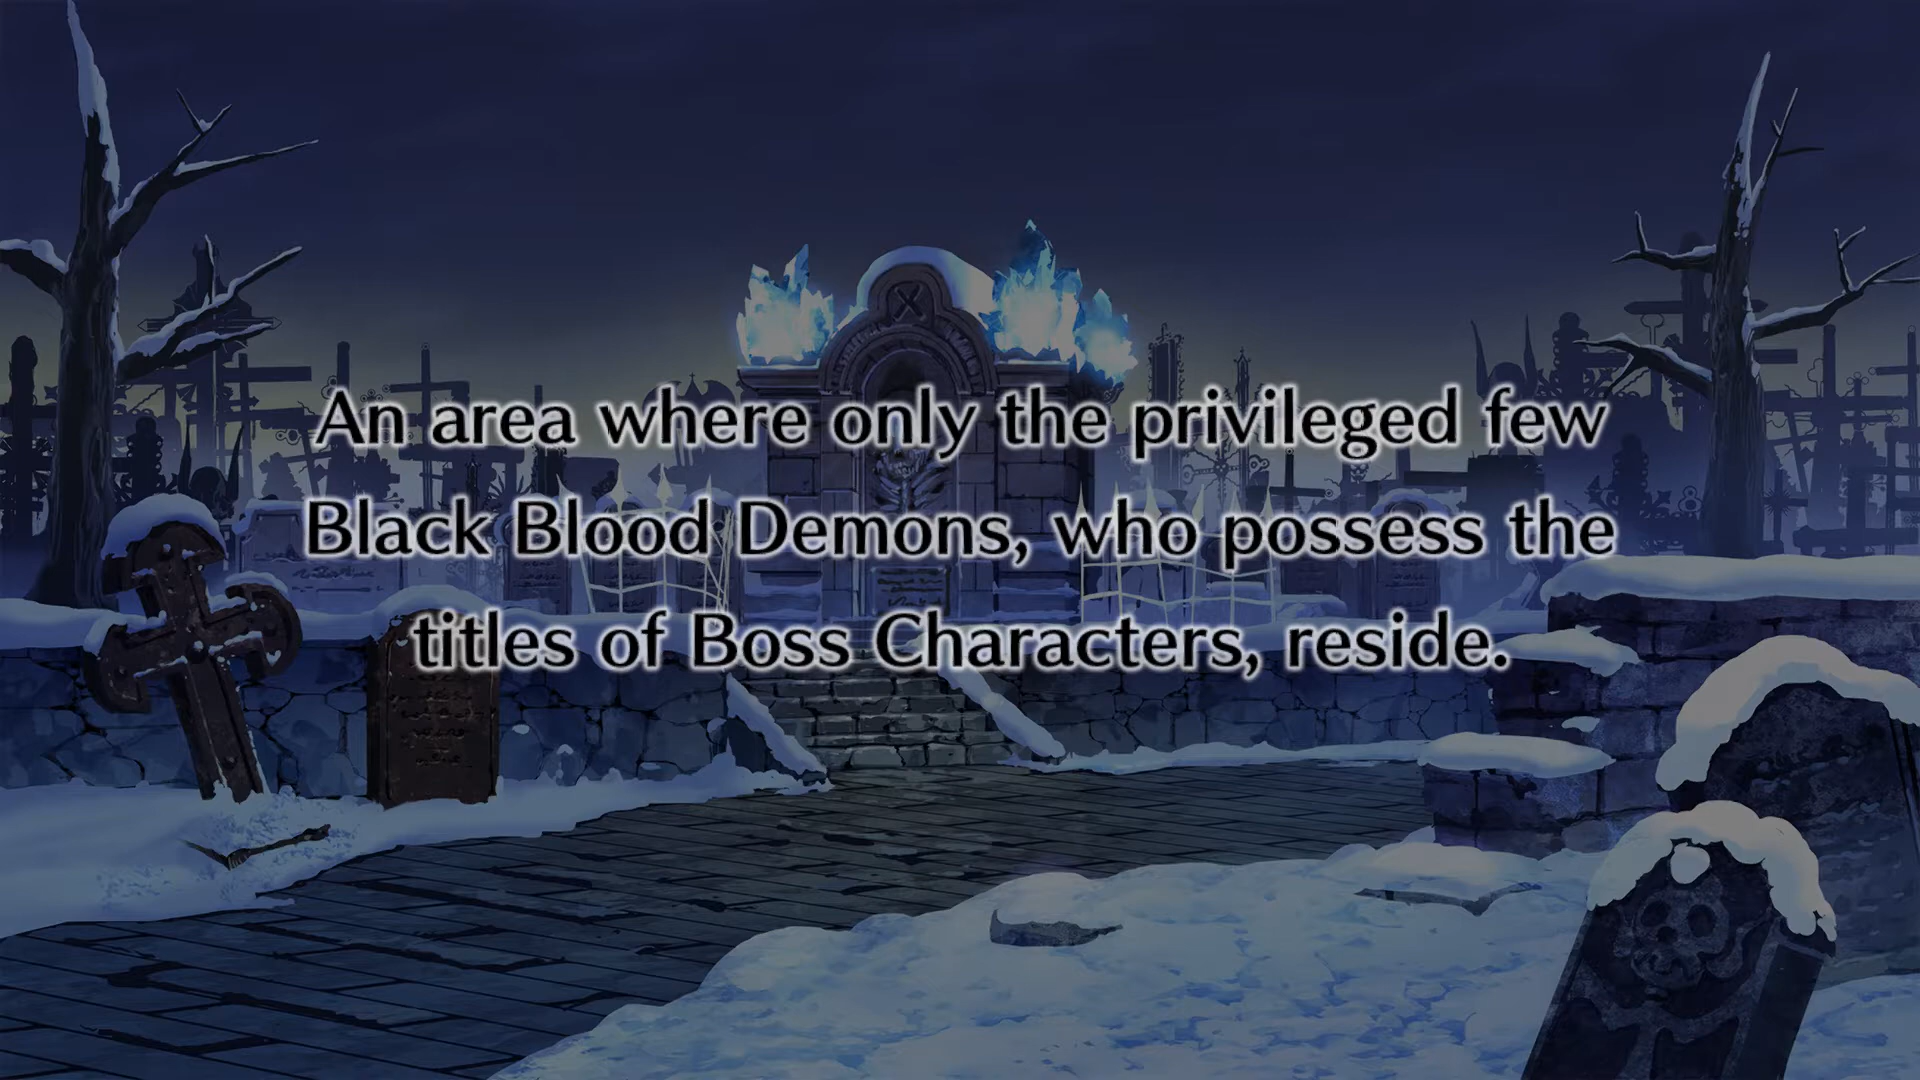 An area where only the privileged few
Black Blood Demons, who possess the
titles of Boss Characters, reside.